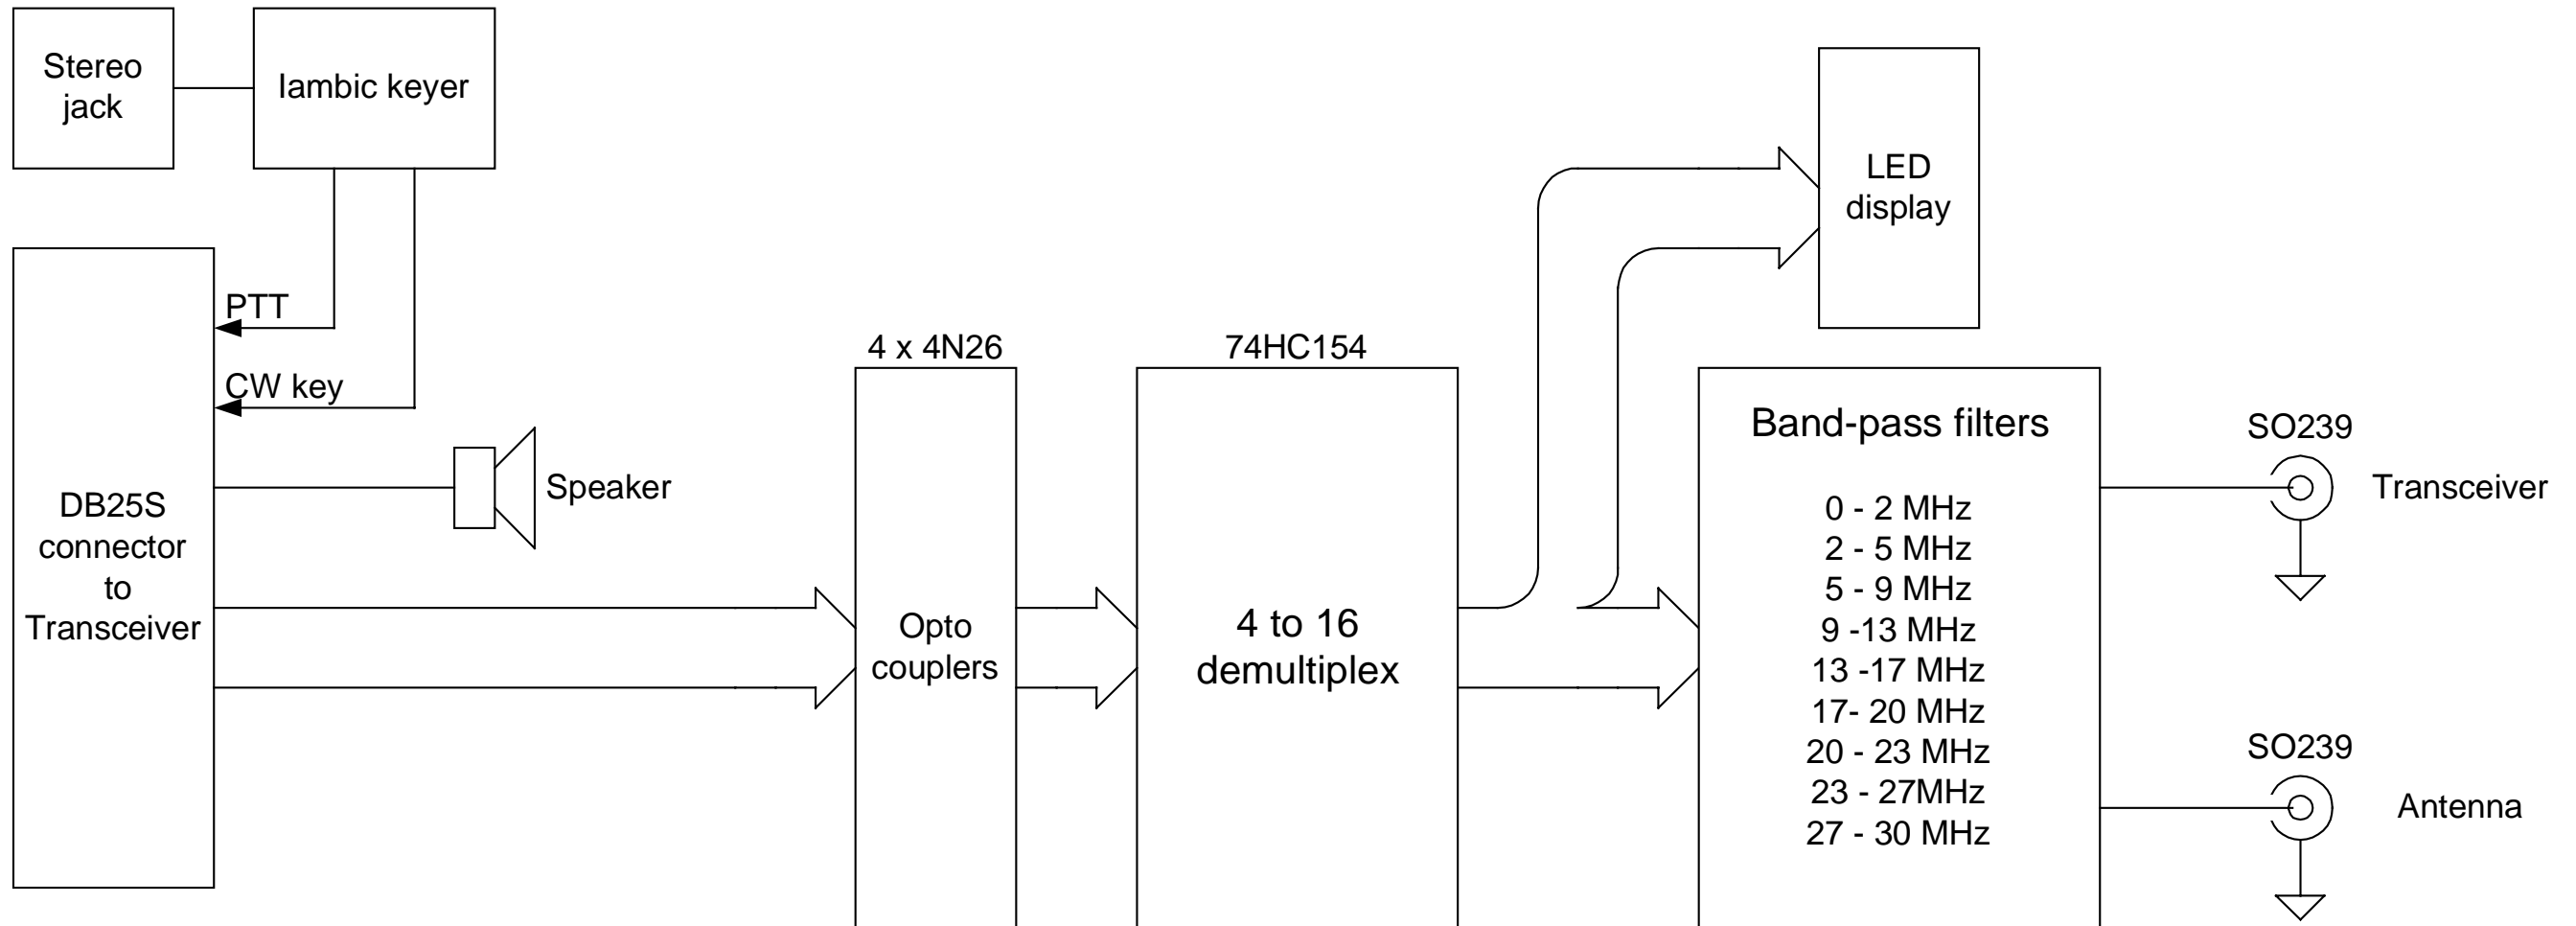 Stereo
jack
Iambic keyer
LED
display
PTT
CW key
4 x 4N26
74HC154
Band-pass filters
SO239
Speaker
Transceiver
DB25S
connector
to
Transceiver
0 - 2 MHz
2 - 5 MHz
5 - 9 MHz
9 -13 MHz
13 -17 MHz
17- 20 MHz
20 - 23 MHz
23 - 27MHz
27 - 30 MHz
Opto
couplers
4 to 16
demultiplex
SO239
Antenna